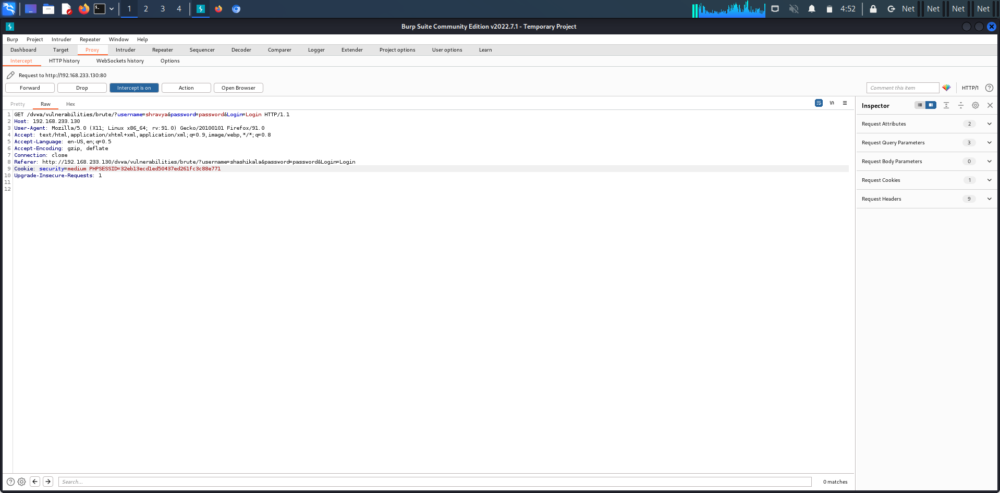 1 2 3 4 4:52 Net Net Net Net
Burp Suite Community Edition v2022.7.1 - Temporary Project
Burp Project Intruder Repeater Window Help
Dashboard Target Proxy Intruder Repeater Sequencer Decoder Comparer Logger Extender Project options User options Learn
Intercept HTTP history WebSockets history Options
Request to http://192.168.233.130:80
Forward Drop Intercept is on Action Open Browser Comment this item HTTP/1
Pretty Raw Hex \n
Inspector
1 GET /dvwa/vulnerabilities/brute/?username=shravya&password=password&Login=Login HTTP/1.1
2 Host: 192.168.233.130
3 User-Agent: Mozilla/5.0 (X11; Linux x86_64; rv:91.0) Gecko/20100101 Firefox/91.0
4 Accept: text/html,application/xhtml+xml,application/xml;q=0.9,image/webp,*/*;q=0.8
5 Accept-Language: en-US,en;q=0.5
6 Accept-Encoding: gzip, deflate
7 Connection: close
8 Referer: http://192.168.233.130/dvwa/vulnerabilities/brute/?username=shashikala&password=password&Login=Login
9 Cookie: security=medium PHPSESSID=32eb13ecd1ed50437ed261fc3c88e771
10 Upgrade-Insecure-Requests: 1
11
12
Request Attributes 2
Request Query Parameters 3
Request Body Parameters 0
Request Cookies 1
Request Headers 9
Search... 0 matches